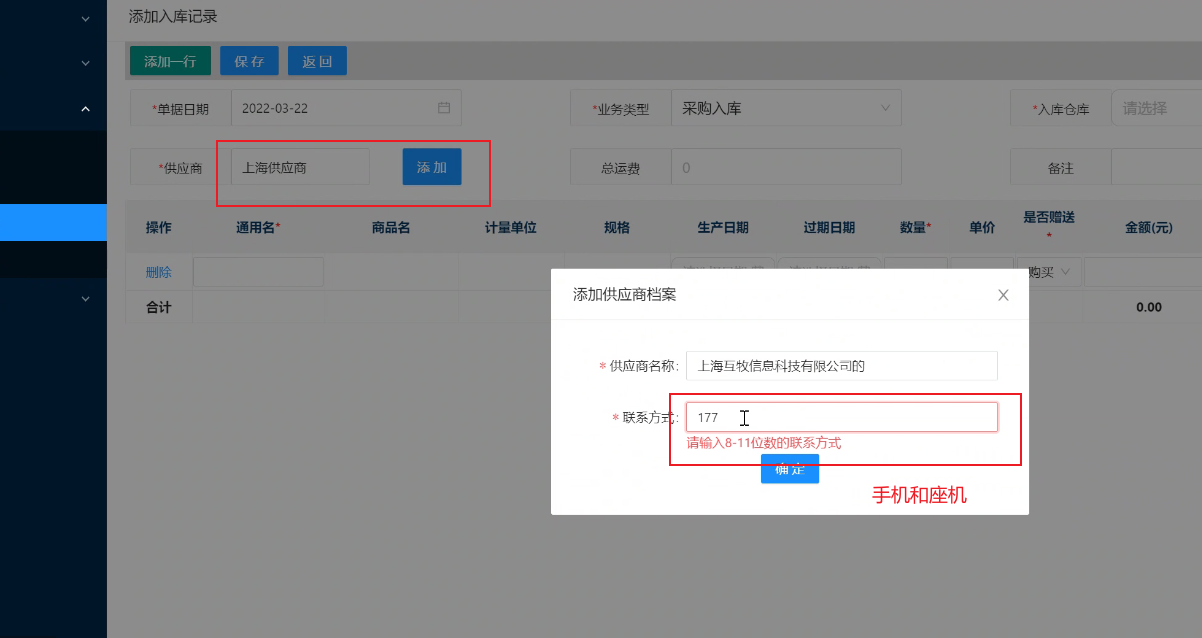 添加入库记录
添加一行 保 存 返 回
*单据日期 2022-03-22 *业务类型 采购入库 *入库仓库 请选择
*供应商 上海供应商 添 加 总运费 0 备注
操作 通用名* 商品名 计量单位 规格 生产日期 过期日期 数量* 单价 是否赠送* 金额(元)
删除 购买
合计 0.00
添加供应商档案
* 供应商名称: 上海互牧信息科技有限公司的
* 联系方式: 177
请输入8-11位数的联系方式
确 定
手机和座机